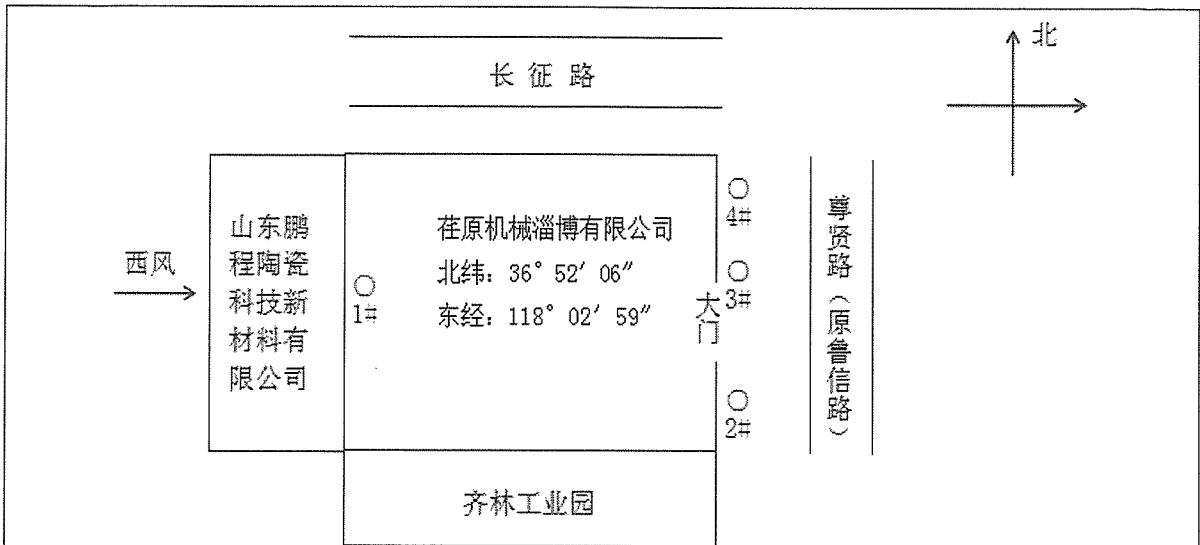 北
长征路
山东鹏
程陶瓷
科技新
材料有
限公司
西风
荏原机械淄博有限公司
北纬：36° 52′ 06″
东经：118° 02′ 59″
1#
4#
3#
2#
大门
尊贤路（原鲁信路）
齐林工业园